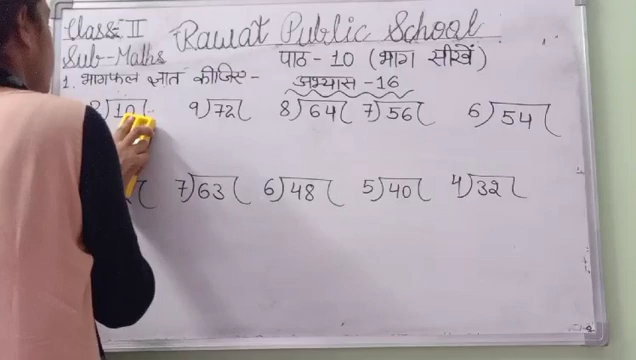 Class II Rawat Public School
Sub-Maths पाठ-10 (भाग सीखें)
1. भागफल ज्ञात कीजिए- अभ्यास-16
)10( 9)72( 8)64( 7)56( 6)54(
7)63( 6)48( 5)40( 4)32(